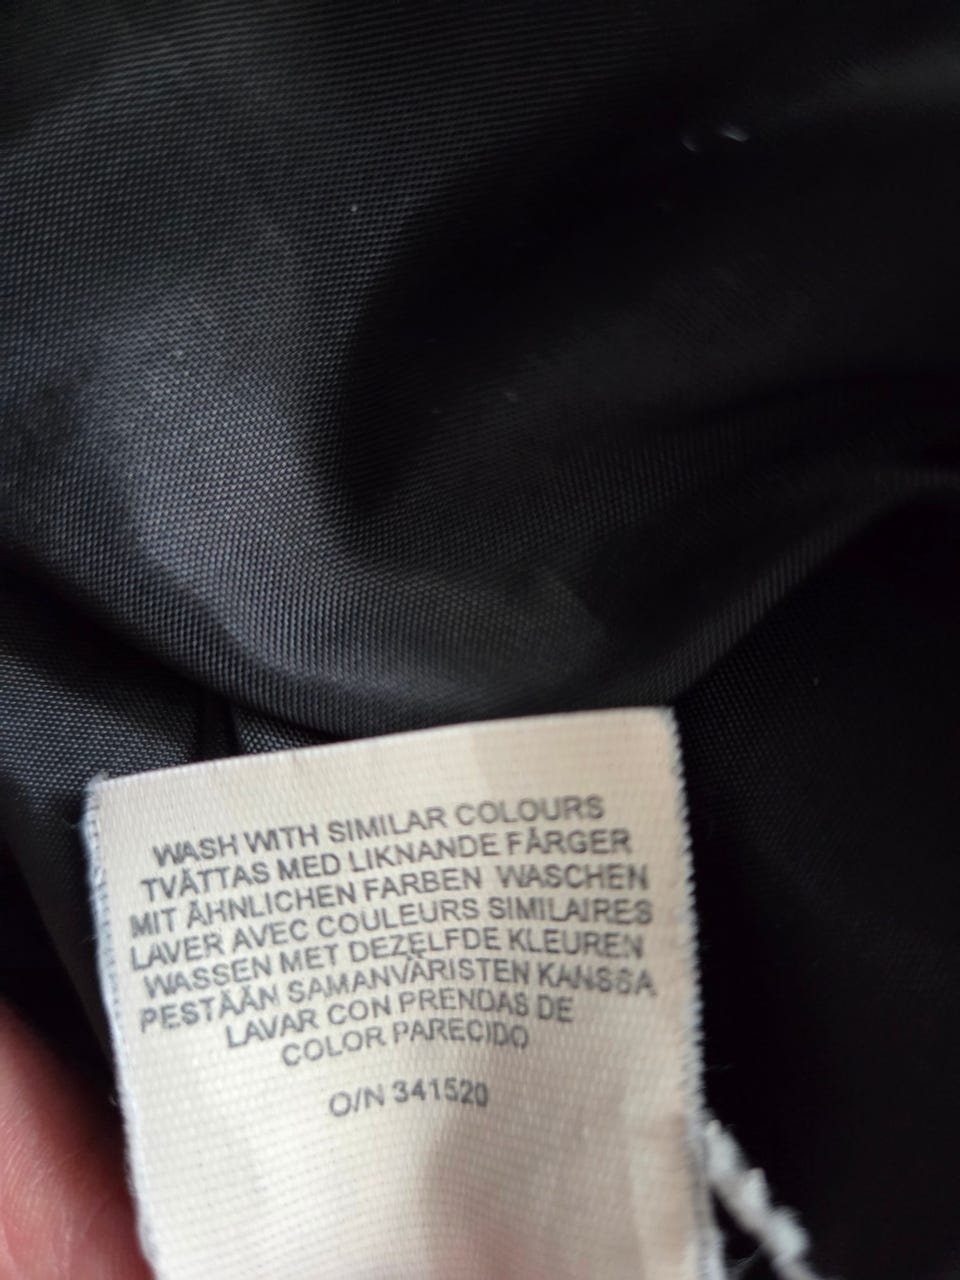 WASH WITH SIMILAR COLOURS
TVÄTTAS MED LIKNANDE FÄRGER
MIT ÄHNLICHEN FARBEN WASCHEN
LAVER AVEC COULEURS SIMILAIRES
WASSEN MET DEZELFDE KLEUREN
PESTÄÄN SAMANVÄRISTEN KANSSA
LAVAR CON PRENDAS DE
COLOR PARECIDO
O/N 341520